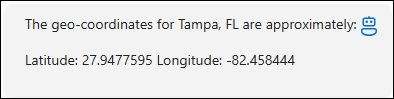 The geo-coordinates for Tampa, FL are approximately:
Latitude: 27.9477595 Longitude: -82.458444